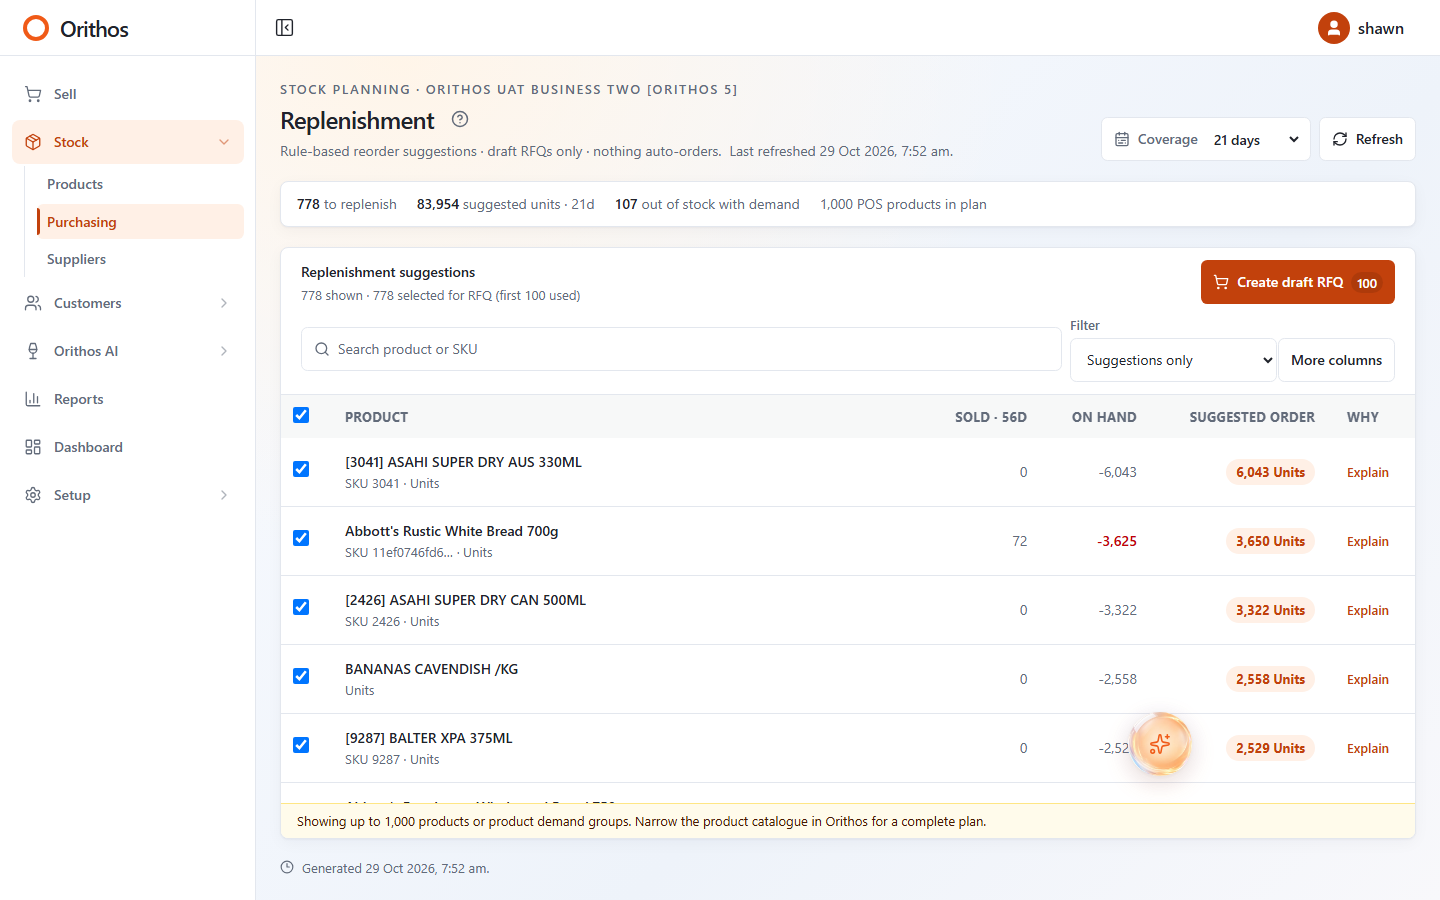 Orithos
shawn
Sell
Stock
Products
Purchasing
Suppliers
Customers
Orithos AI
Reports
Dashboard
Setup
STOCK PLANNING · ORITHOS UAT BUSINESS TWO [ORITHOS 5]
Replenishment
Rule-based reorder suggestions · draft RFQs only · nothing auto-orders. Last refreshed 29 Oct 2026, 7:52 am.
Coverage 21 days
Refresh
778 to replenish 83,954 suggested units · 21d 107 out of stock with demand 1,000 POS products in plan
Replenishment suggestions
778 shown · 778 selected for RFQ (first 100 used)
Create draft RFQ 100
Search product or SKU
Filter
Suggestions only
More columns
PRODUCT SOLD · 56D ON HAND SUGGESTED ORDER WHY
[3041] ASAHI SUPER DRY AUS 330ML
SKU 3041 · Units
0 -6,043 6,043 Units Explain
Abbott's Rustic White Bread 700g
SKU 11ef0746fd6... · Units
72 -3,625 3,650 Units Explain
[2426] ASAHI SUPER DRY CAN 500ML
SKU 2426 · Units
0 -3,322 3,322 Units Explain
BANANAS CAVENDISH /KG
Units
0 -2,558 2,558 Units Explain
[9287] BALTER XPA 375ML
SKU 9287 · Units
0 -2,52 2,529 Units Explain
Showing up to 1,000 products or product demand groups. Narrow the product catalogue in Orithos for a complete plan.
Generated 29 Oct 2026, 7:52 am.